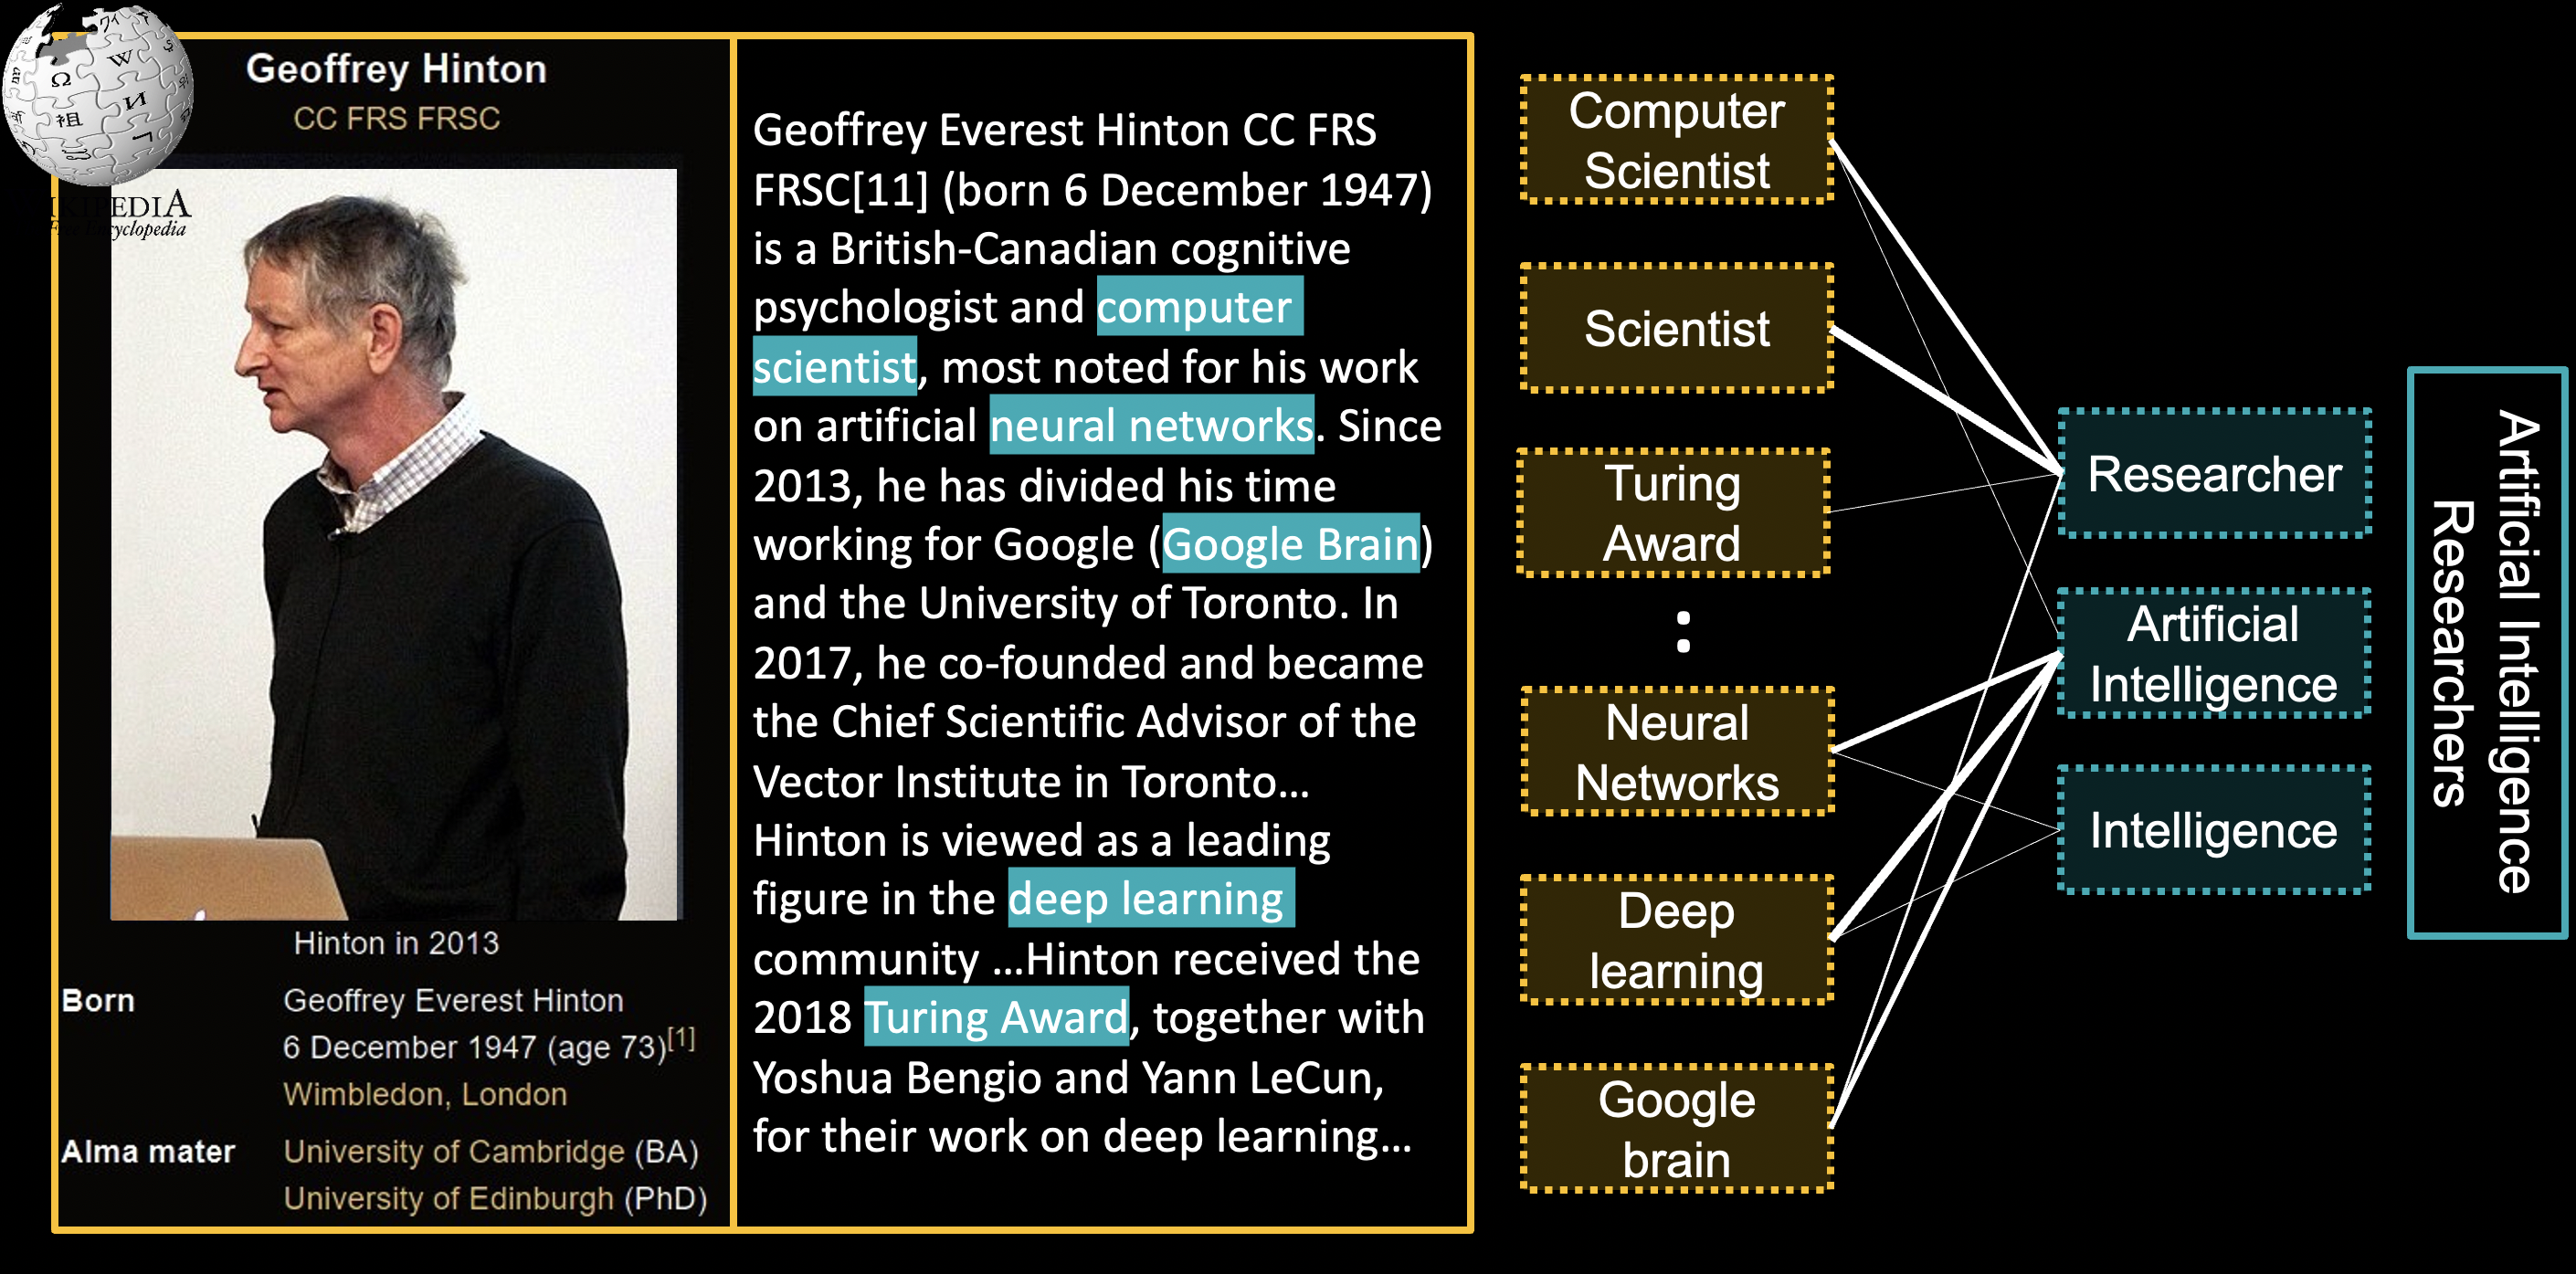 WIKIPEDIA
Geoffrey Hinton
CC FRS FRSC
Hinton in 2013
Born Geoffrey Everest Hinton
6 December 1947 (age 73)[1]
Wimbledon, London
Alma mater University of Cambridge (BA)
University of Edinburgh (PhD)
Geoffrey Everest Hinton CC FRS
FRSC[11] (born 6 December 1947)
is a British-Canadian cognitive
psychologist and computer
scientist, most noted for his work
on artificial neural networks. Since
2013, he has divided his time
working for Google (Google Brain)
and the University of Toronto. In
2017, he co-founded and became
the Chief Scientific Advisor of the
Vector Institute in Toronto...
Hinton is viewed as a leading
figure in the deep learning
community ...Hinton received the
2018 Turing Award, together with
Yoshua Bengio and Yann LeCun,
for their work on deep learning...
Computer
Scientist
Scientist
Turing
Award
:
Neural
Networks
Deep
learning
Google
brain
Researcher
Artificial
Intelligence
Intelligence
Artificial Intelligence
Researchers